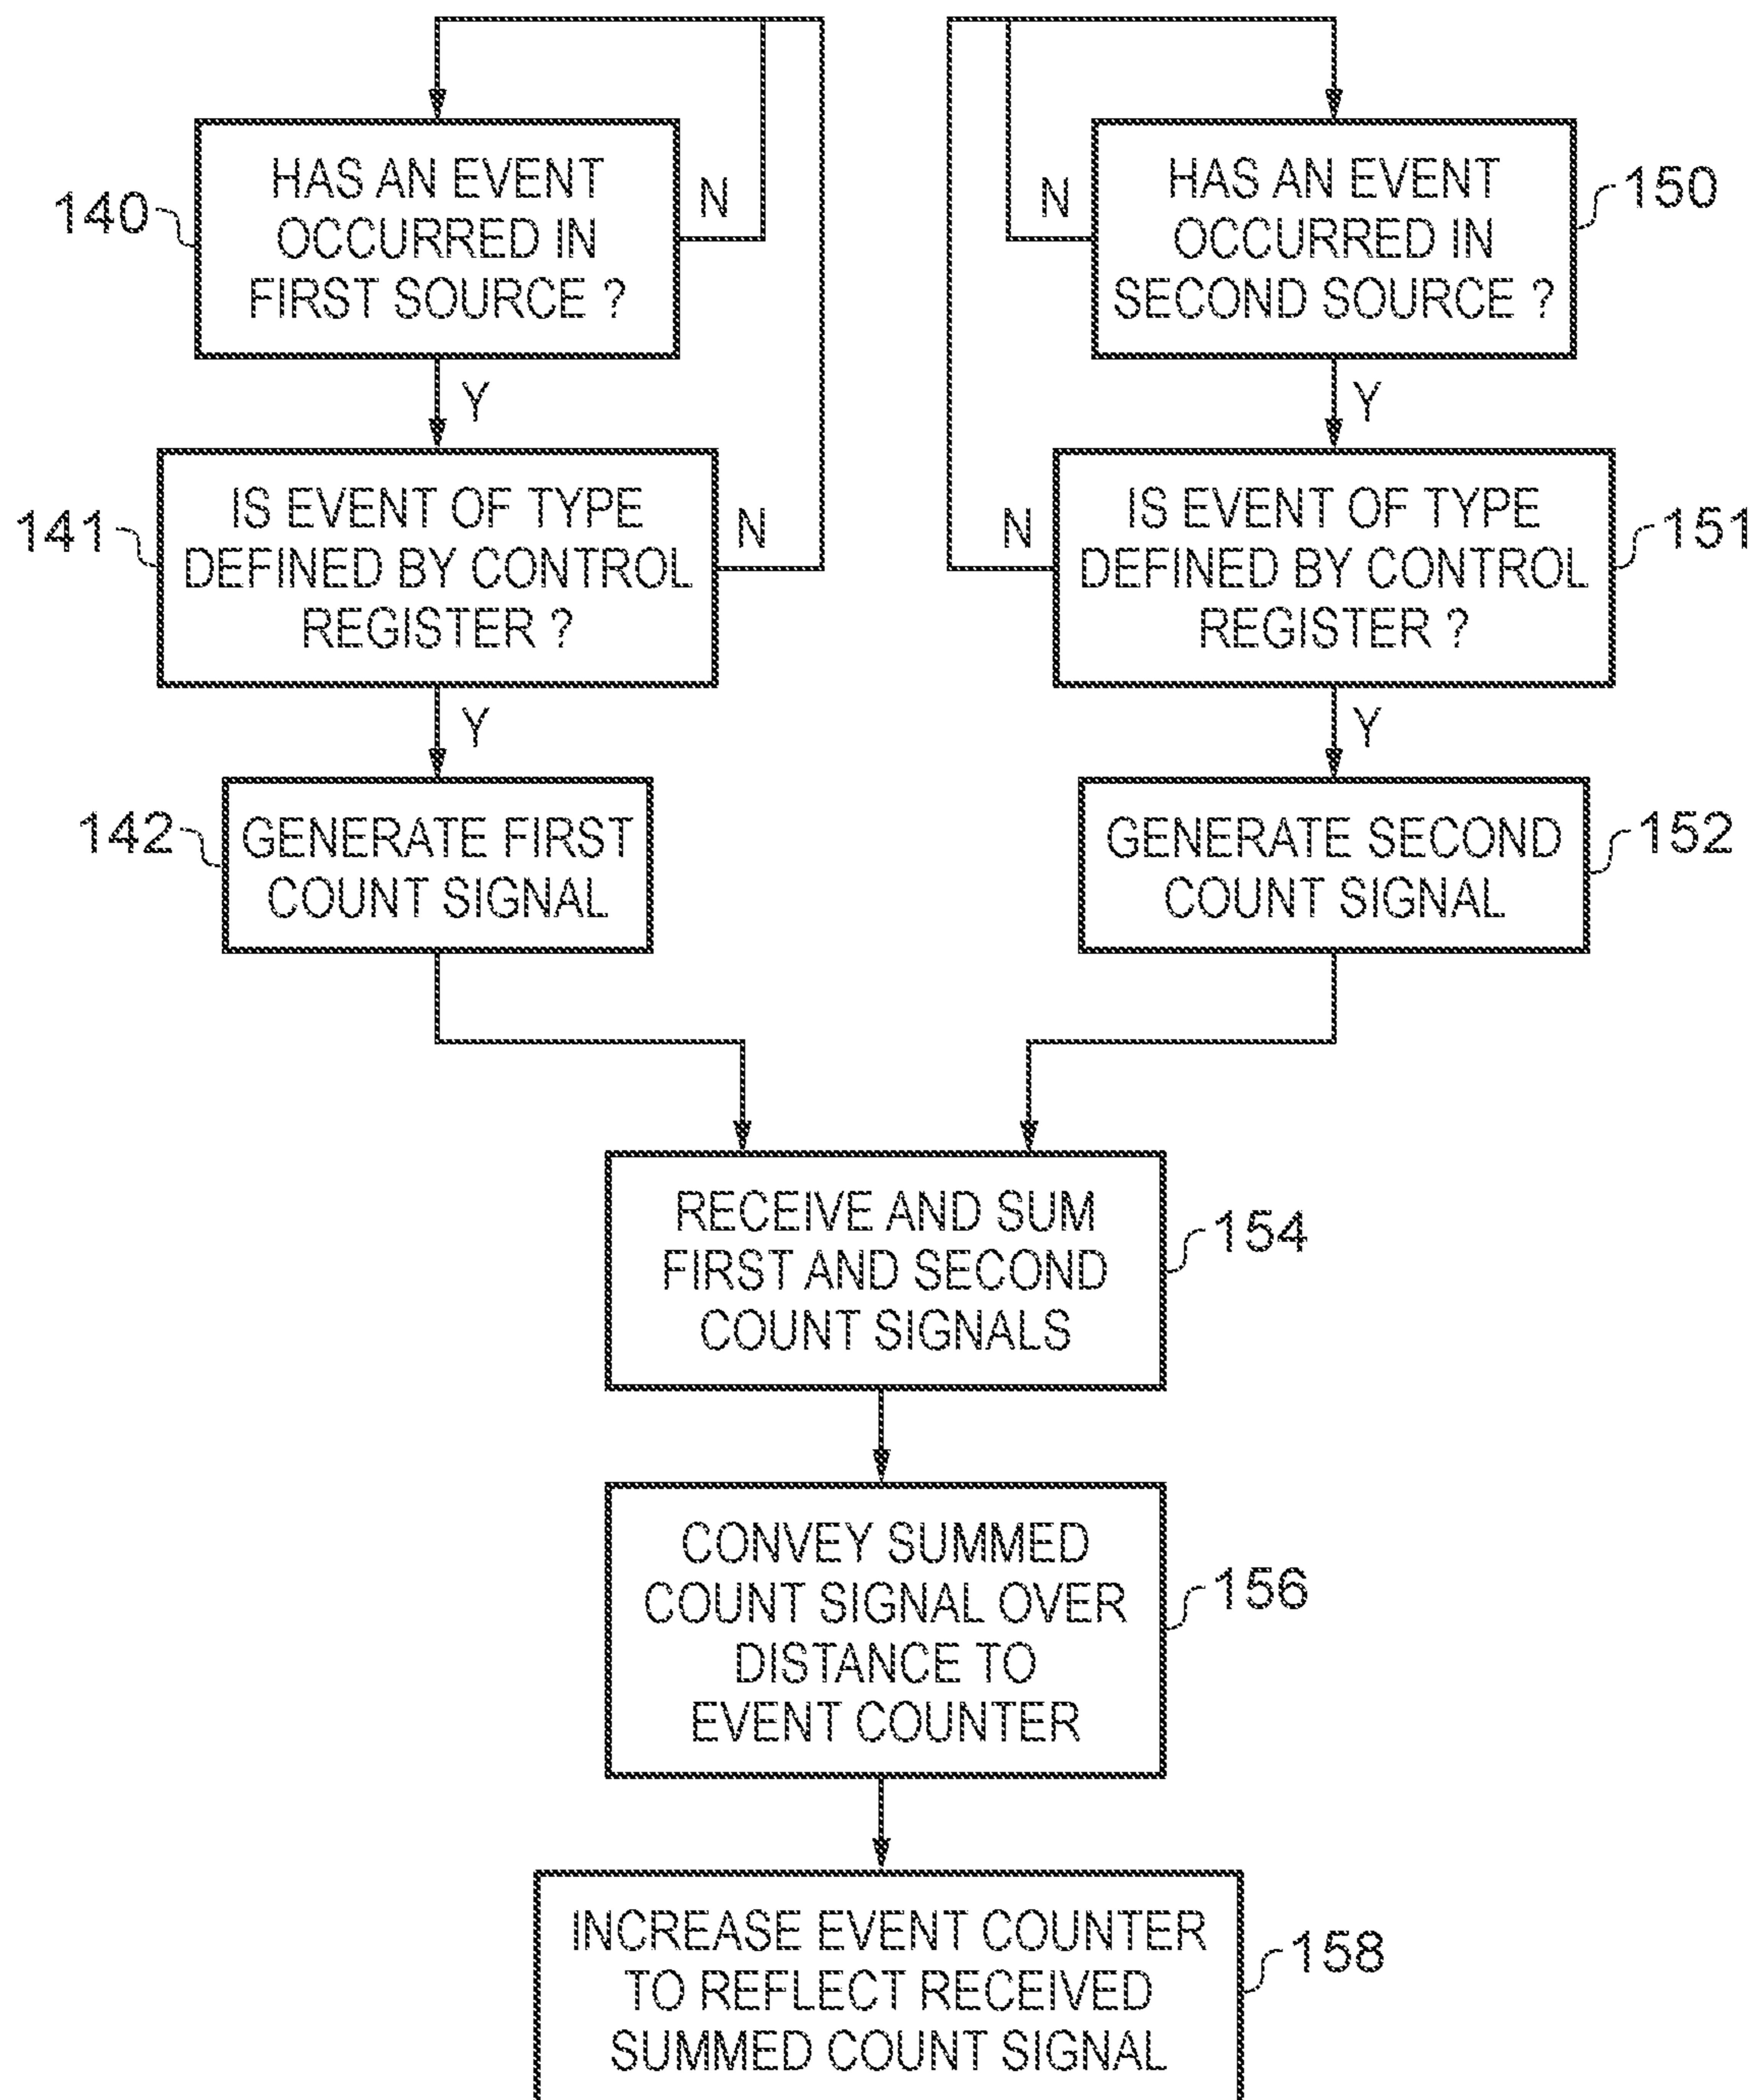 140
HAS AN EVENT
OCCURRED IN
FIRST SOURCE ?
N
Y
141
IS EVENT OF TYPE
DEFINED BY CONTROL
REGISTER ?
N
Y
142
GENERATE FIRST
COUNT SIGNAL
150
HAS AN EVENT
OCCURRED IN
SECOND SOURCE ?
N
Y
151
IS EVENT OF TYPE
DEFINED BY CONTROL
REGISTER ?
N
Y
152
GENERATE SECOND
COUNT SIGNAL
RECEIVE AND SUM
FIRST AND SECOND
COUNT SIGNALS
154
CONVEY SUMMED
COUNT SIGNAL OVER
DISTANCE TO
EVENT COUNTER
156
INCREASE EVENT COUNTER
TO REFLECT RECEIVED
SUMMED COUNT SIGNAL
158